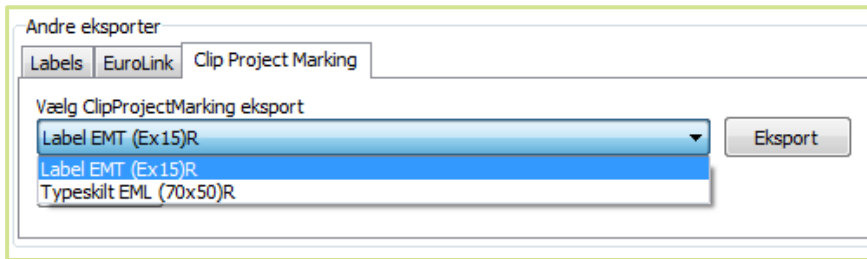 Andre eksporter
Labels EuroLink Clip Project Marking
Vælg ClipProjectMarking eksport
Label EMT (Ex15)R Eksport
Label EMT (Ex15)R
Typeskilt EML (70x50)R